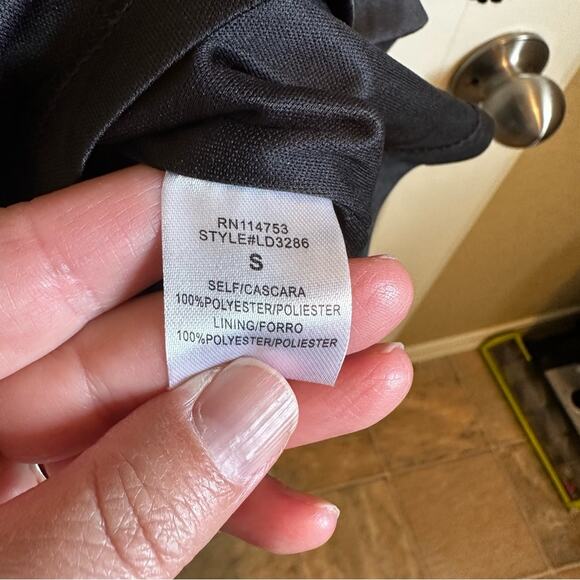 RN114753
STYLE#LD3286
S
SELF/CASCARA
100%POLYESTER/POLIESTER
LINING/FORRO
100%POLYESTER/POLIESTER